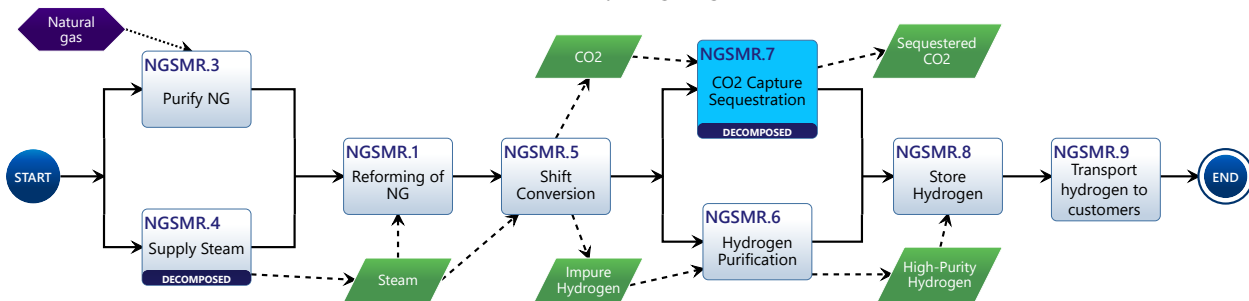 Natural
gas
NGSMR.3
Purify NG
CO2
NGSMR.7
CO2 Capture
Sequestration
DECOMPOSED
Sequestered
CO2
START
NGSMR.1
Reforming of
NG
NGSMR.5
Shift
Conversion
NGSMR.8
Store
Hydrogen
NGSMR.9
Transport
hydrogen to
customers
END
NGSMR.4
Supply Steam
DECOMPOSED
Steam
Impure
Hydrogen
NGSMR.6
Hydrogen
Purification
High-Purity
Hydrogen